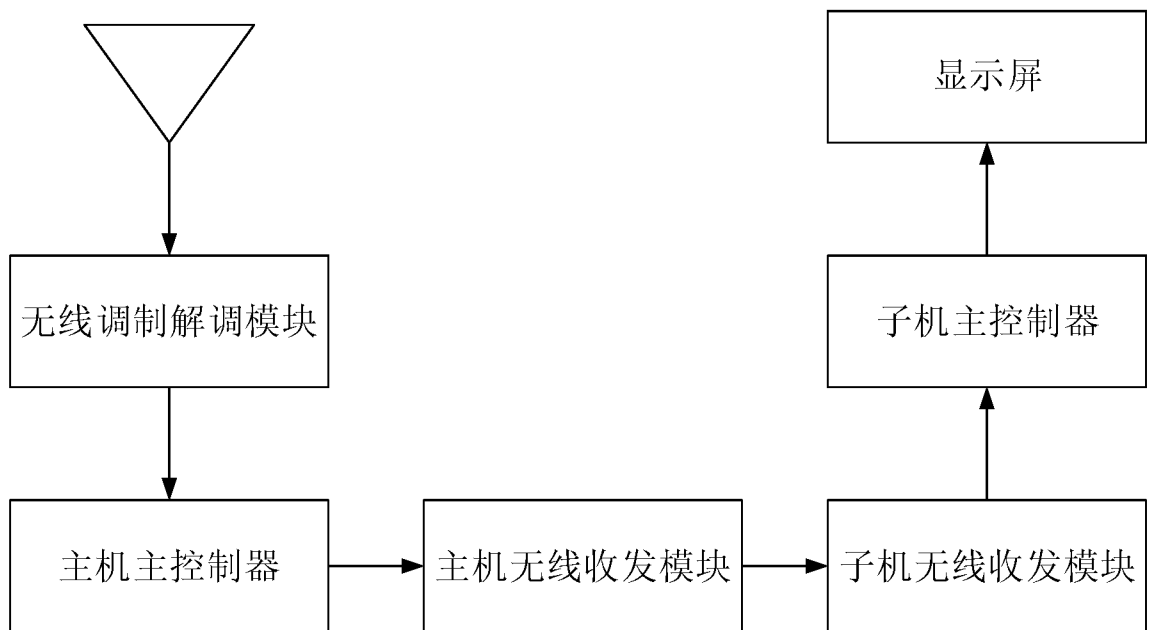 显示屏
无线调制解调模块
子机主控制器
主机主控制器
主机无线收发模块
子机无线收发模块